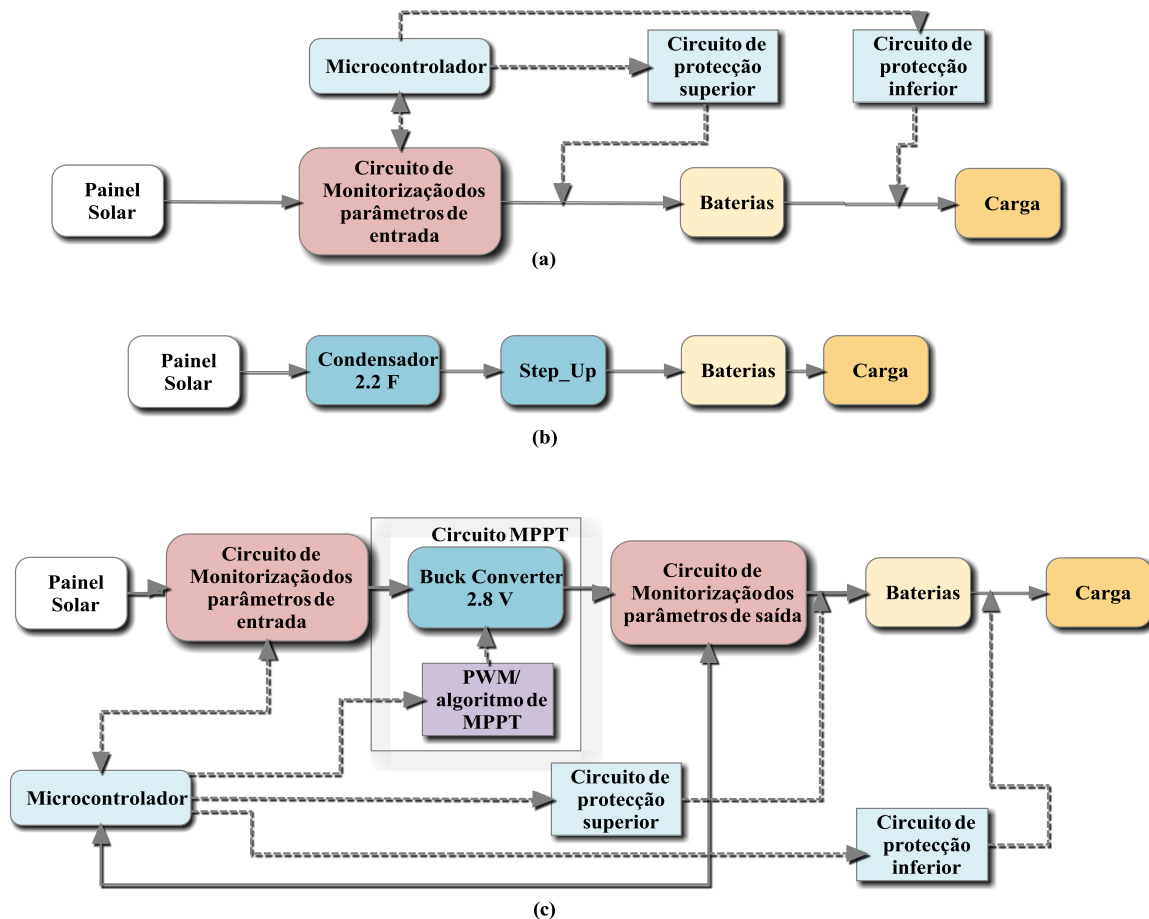 Microcontrolador
Circuito de
protecção
superior
Circuito de
protecção
inferior
Painel
Solar
Circuito de
Monitorização dos
parâmetros de
entrada
Baterias
Carga
(a)
Painel
Solar
Condensador
2.2 F
Step_Up
Baterias
Carga
(b)
Circuito MPPT
Painel
Solar
Circuito de
Monitorização dos
parâmetros de
entrada
Buck Converter
2.8 V
Circuito de
Monitorização dos
parâmetros de saída
Baterias
Carga
PWM/
algoritmo de
MPPT
Microcontrolador
Circuito de
protecção
superior
Circuito de
protecção
inferior
(c)